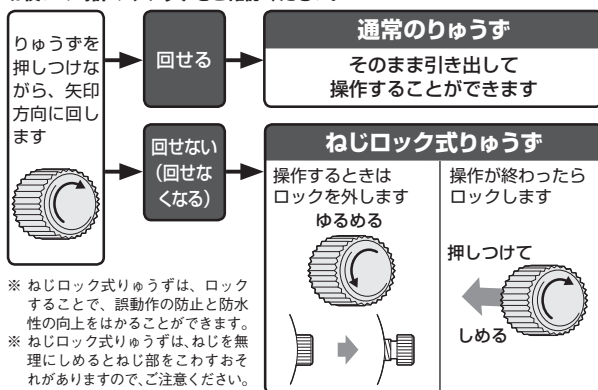 りゅうずを
押しつけな
がら、矢印
方向に回し
ます
回せる
通常のりゅうず
そのまま引き出して
操作することができます
回せない
(回せな
くなる)
ねじロック式りゅうず
操作するときは
ロックを外します
ゆるめる
操作が終わったら
ロックします
押しつけて
しめる
※ ねじロック式りゅうずは、ロック
することで、誤動作の防止と防水
性の向上をはかることができます。
※ ねじロック式りゅうずは、ねじを無
理にしめるとねじ部をこわすおそ
れがありますので、ご注意ください。